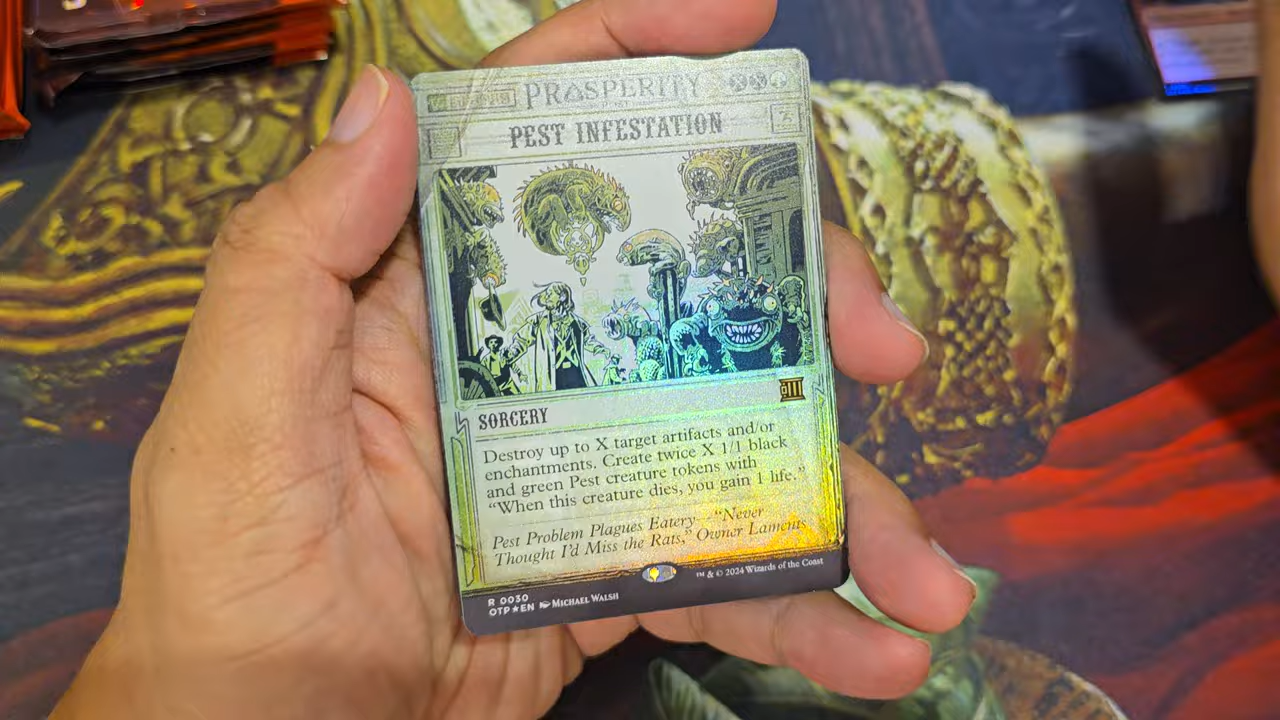 PROSPERITY
POST
PEST INFESTATION
SORCERY
Destroy up to X target artifacts and/or
enchantments. Create twice X 1/1 black
and green Pest creature tokens with
“When this creature dies, you gain 1 life.”
Pest Problem Plagues Eatery—“Never
Thought I'd Miss the Rats,” Owner Laments
R 0030
OTP★EN MICHAEL WALSH
™ & © 2024 Wizards of the Coast